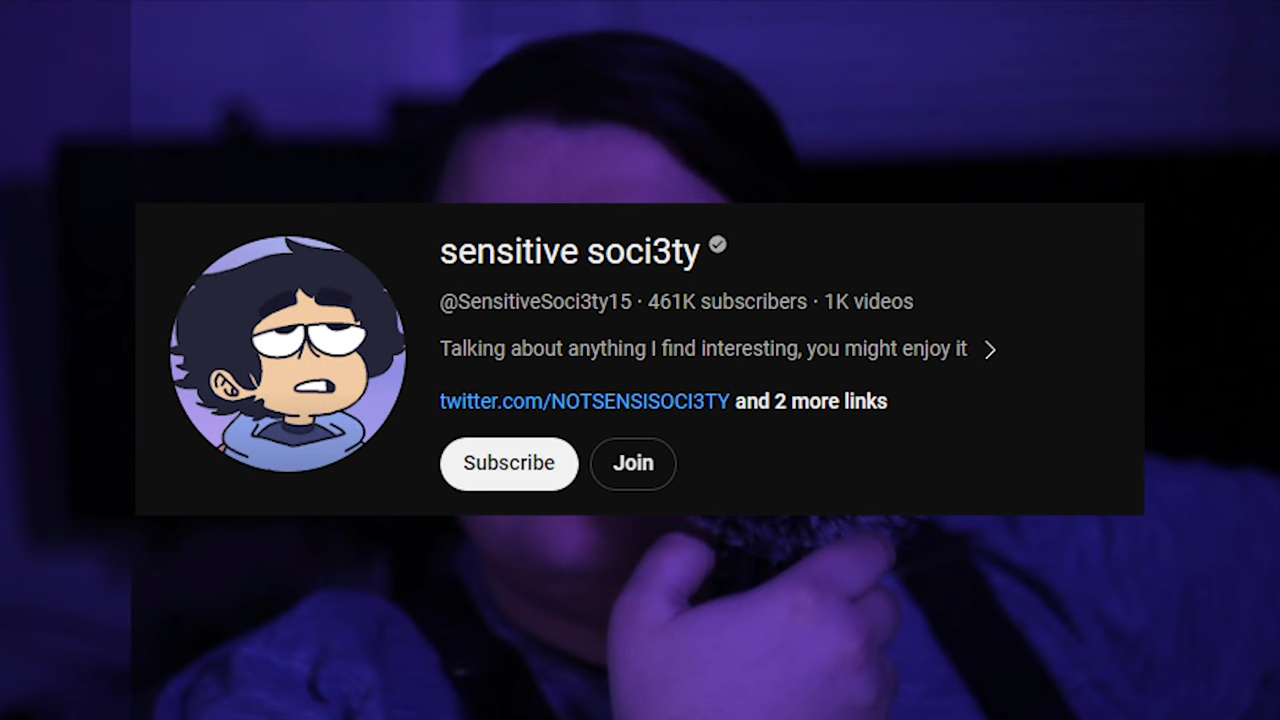 sensitive soci3ty
@SensitiveSoci3ty15 · 461K subscribers · 1K videos
Talking about anything I find interesting, you might enjoy it
twitter.com/NOTSENSISOCI3TY and 2 more links
Subscribe Join